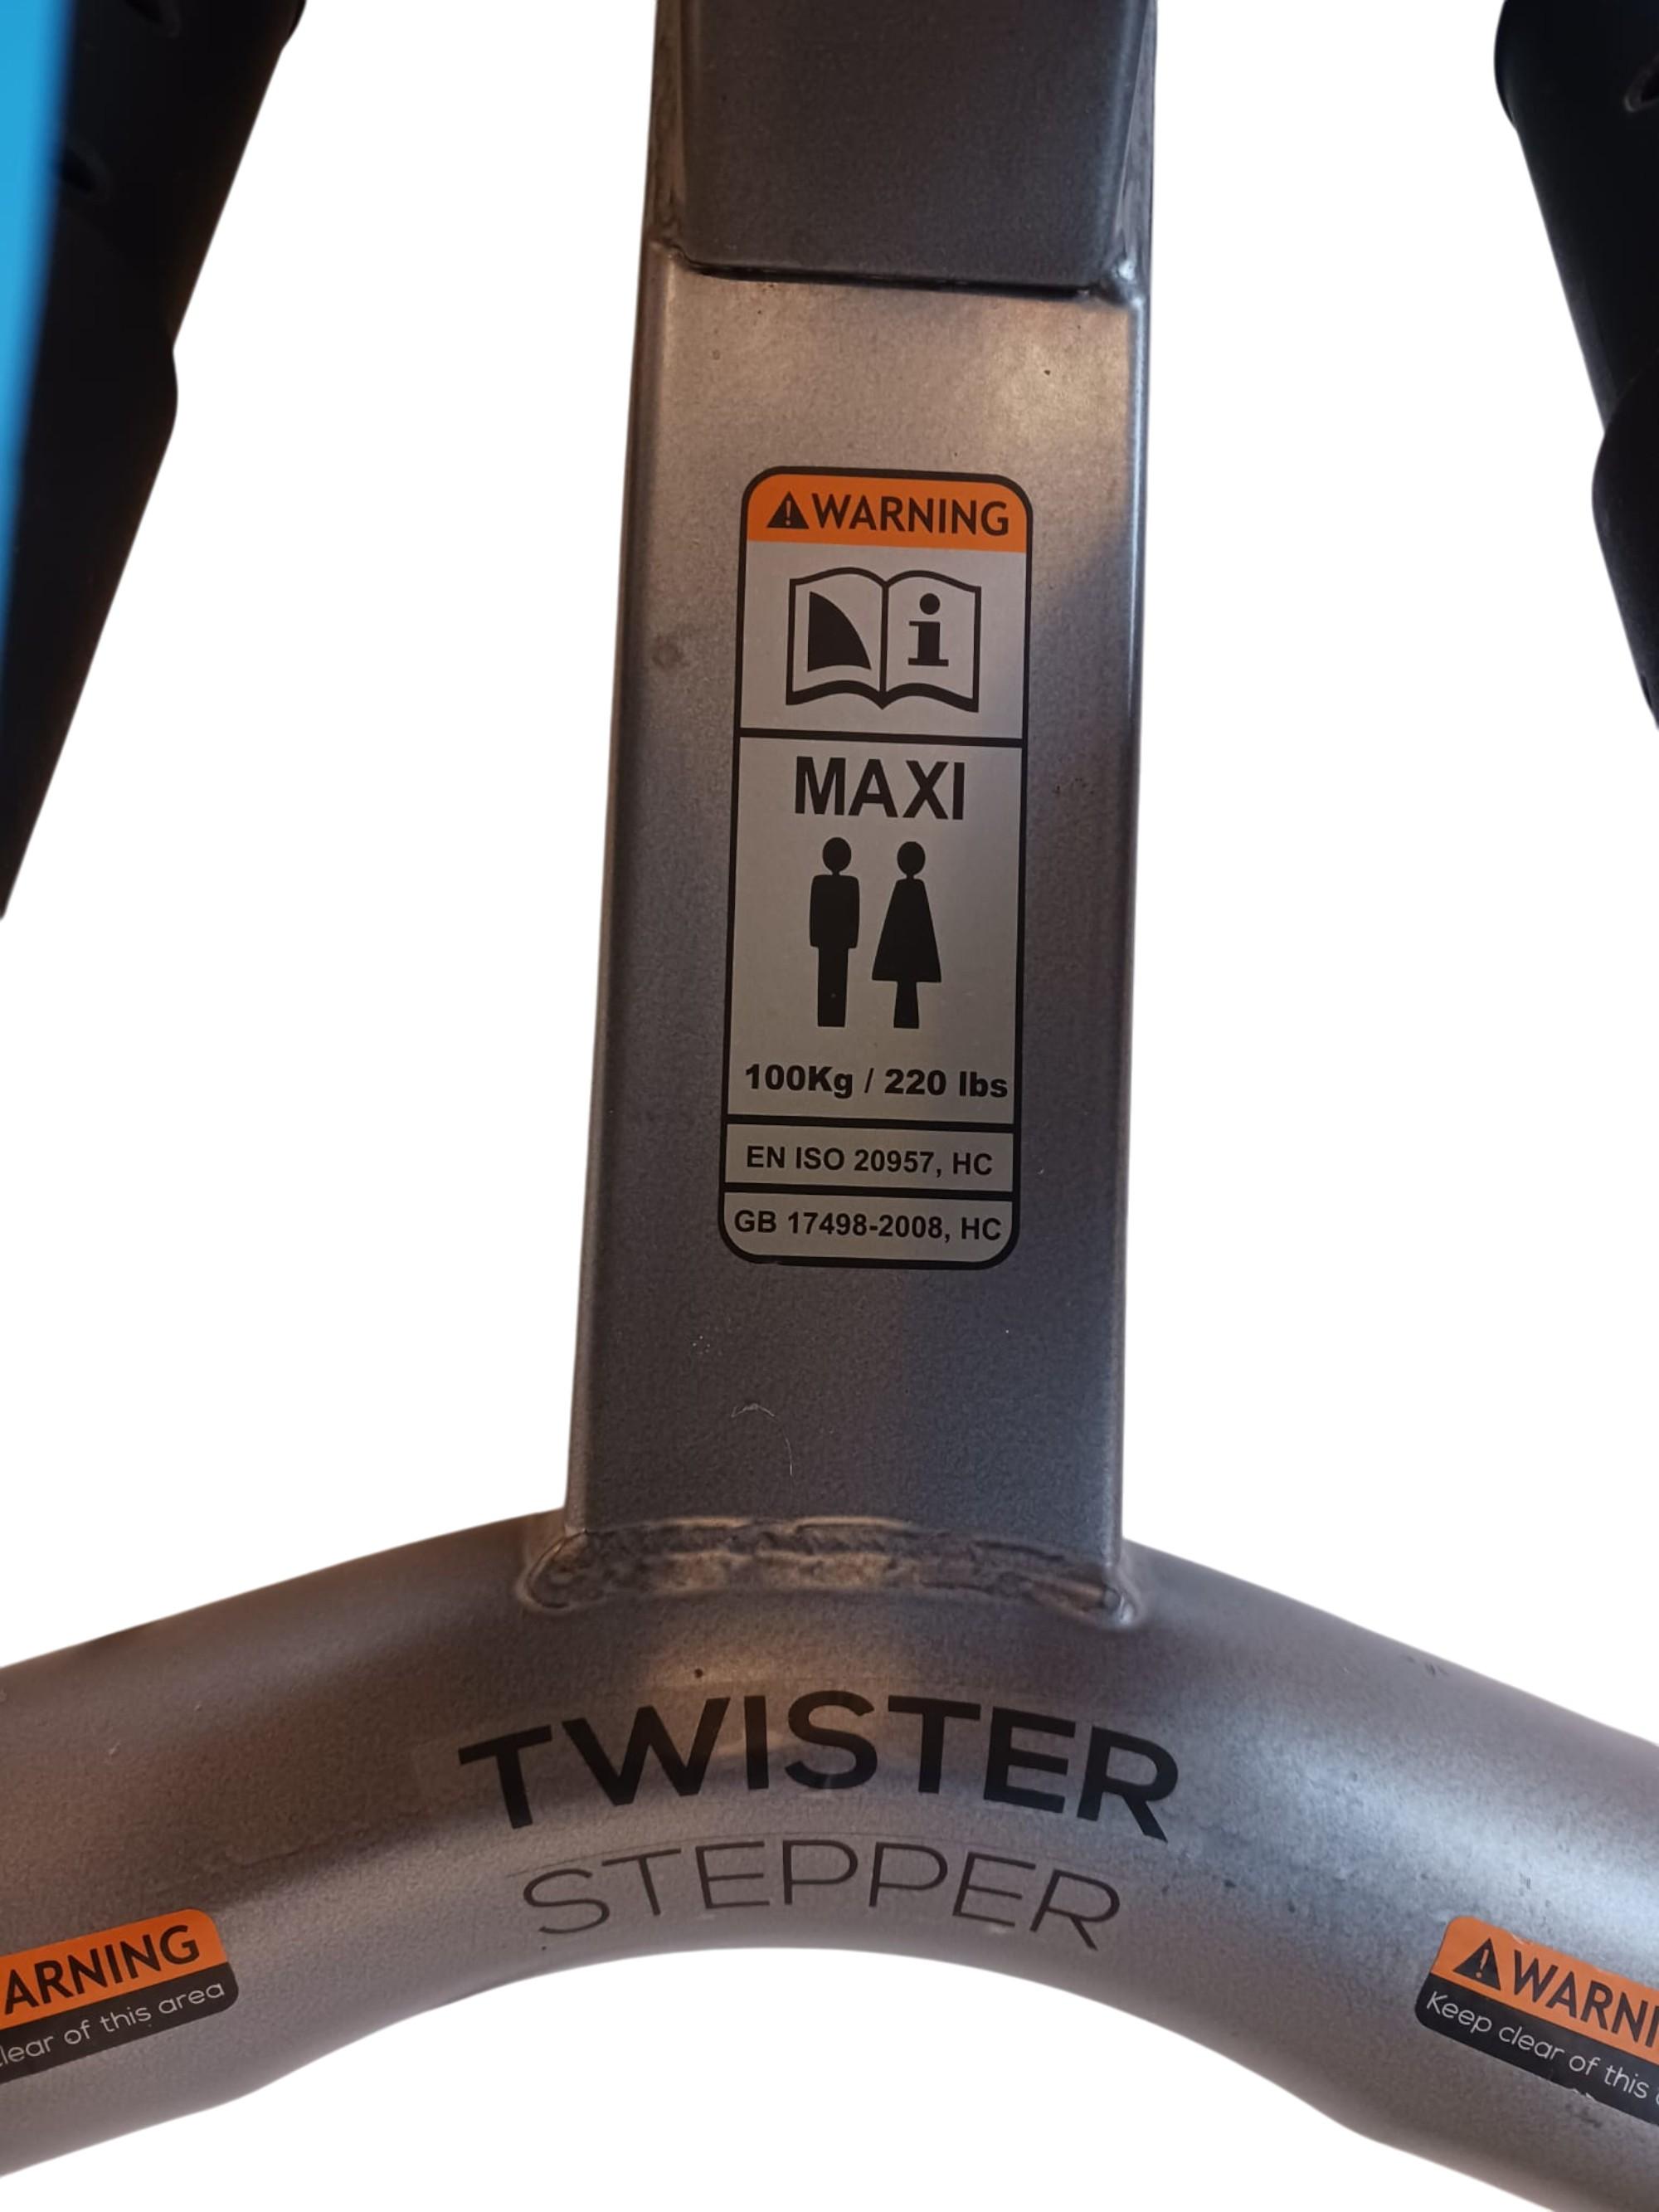 WARNING
i
MAXI
100Kg / 220 lbs
EN ISO 20957, HC
GB 17498-2008, HC
TWISTER
STEPPER
ARNING
lear of this area
WARNI
Keep clear of this